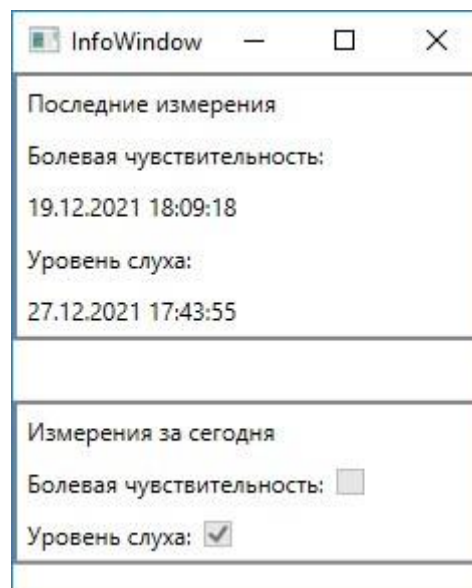 InfoWindow
Последние измерения
Болевая чувствительность:
19.12.2021 18:09:18
Уровень слуха:
27.12.2021 17:43:55
Измерения за сегодня
Болевая чувствительность:
Уровень слуха: